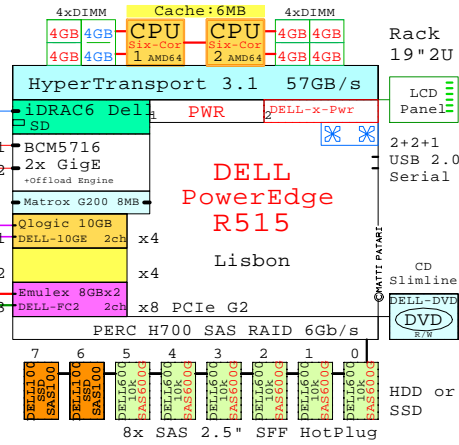 4xDIMM
Cache:6MB
4xDIMM
Rack
19"2U
4GB 4GB
CPU
CPU
4GB 4GB
Six-Cor
Six-Cor
4GB 4GB
1 AMD64
2 AMD64
4GB 4GB
HyperTransport 3.1 57GB/s
LCD
Panel
iDRAC6 Del
SD
1
PWR
2
DELL-x-Pwr
BCM5716
2x GigE
+Offload Engine
2+2+1
USB 2.0
Serial
Matrox G200 8MB
DELL
PowerEdge
R515
Lisbon
Qlogic 10GB
DELL-10GE 2ch
x4
x4
Emulex 8GBx2
DELL-FC2 2ch
x8 PCIe G2
©MATTI PATARI
CD
Slimline
DELL-DVD
DVD
R/W
PERC H700 SAS RAID 6Gb/s
7
6
5
4
3
2
1
0
DELL100
SSD
SAS100
DELL100
SSD
SAS100
DELL600
10k
SAS600G
DELL600
10k
SAS600G
DELL600
10k
SAS600G
DELL600
10k
SAS600G
DELL600
10k
SAS600G
DELL600
10k
SAS600G
HDD or
SSD
8x SAS 2.5" SFF HotPlug